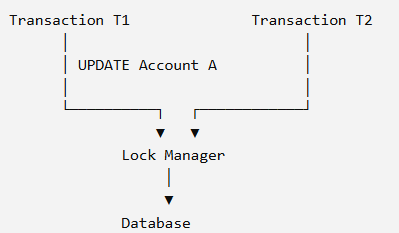 Transaction T1 Transaction T2
UPDATE Account A
Lock Manager
Database